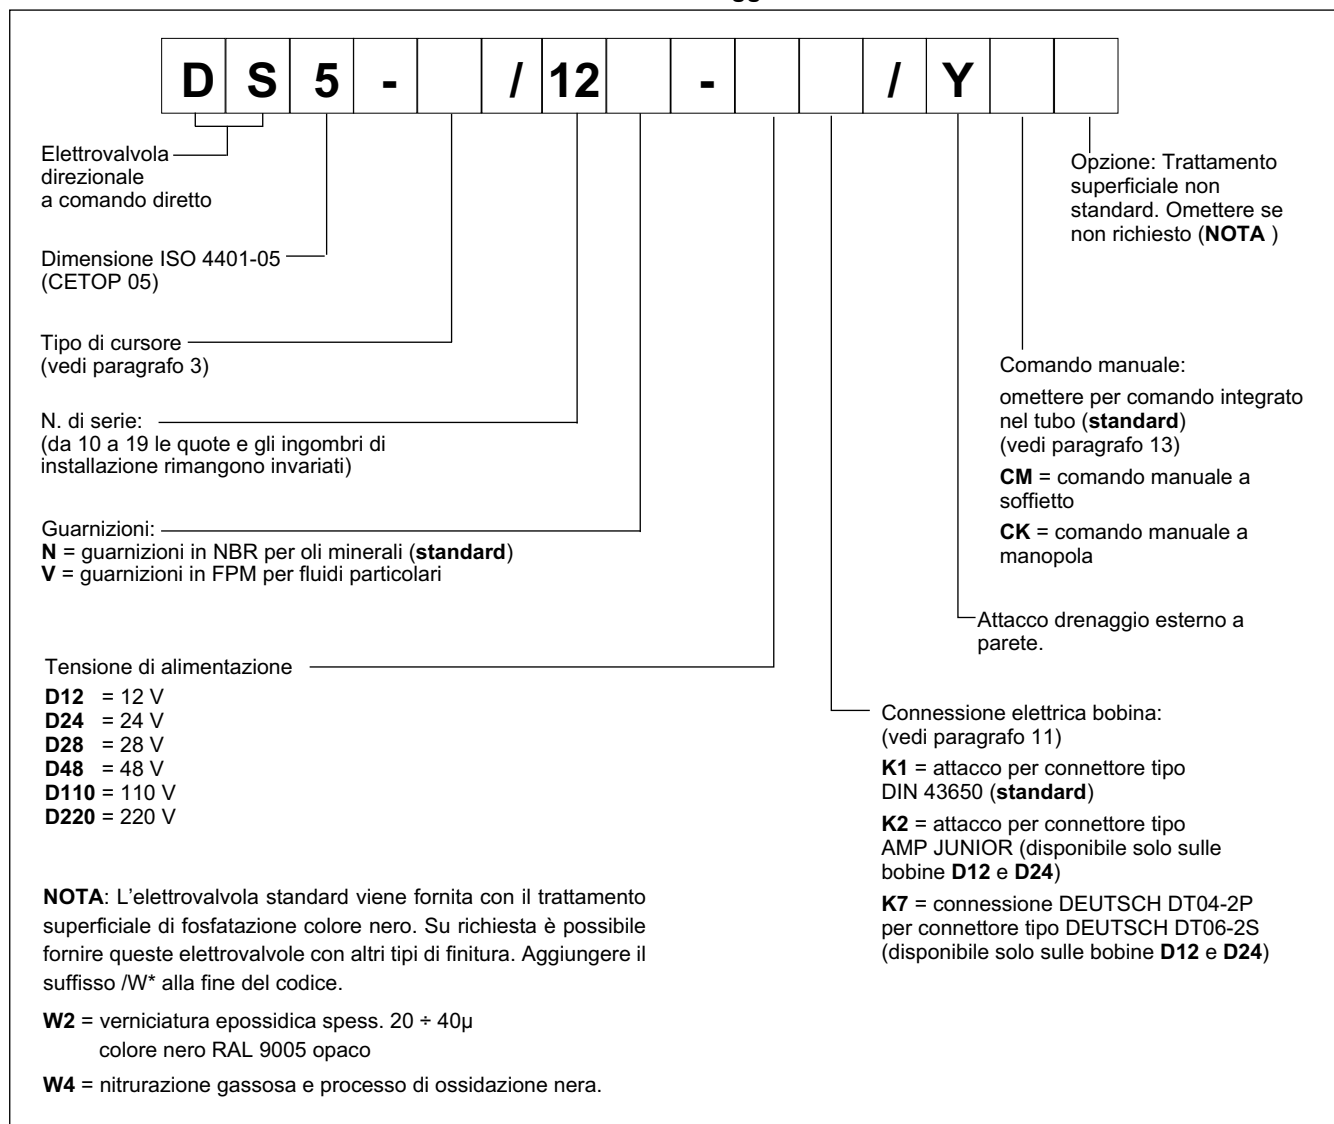 D S 5 - / 12 - / Y
Elettrovalvola
direzionale
a comando diretto
Dimensione ISO 4401-05
(CETOP 05)
Tipo di cursore
(vedi paragrafo 3)
N. di serie:
(da 10 a 19 le quote e gli ingombri di
installazione rimangono invariati)
Guarnizioni:
N = guarnizioni in NBR per oli minerali (standard)
V = guarnizioni in FPM per fluidi particolari
Tensione di alimentazione
D12 = 12 V
D24 = 24 V
D28 = 28 V
D48 = 48 V
D110 = 110 V
D220 = 220 V
NOTA: L'elettrovalvola standard viene fornita con il trattamento
superficiale di fosfatazione colore nero. Su richiesta è possibile
fornire queste elettrovalvole con altri tipi di finitura. Aggiungere il
suffisso /W* alla fine del codice.
W2 = verniciatura epossidica spess. 20 ÷ 40µ
colore nero RAL 9005 opaco
W4 = nitrurazione gassosa e processo di ossidazione nera.
Opzione: Trattamento
superficiale non
standard. Omettere se
non richiesto (NOTA )
Comando manuale:
omettere per comando integrato
nel tubo (standard)
(vedi paragrafo 13)
CM = comando manuale a
soffietto
CK = comando manuale a
manopola
Attacco drenaggio esterno a
parete.
Connessione elettrica bobina:
(vedi paragrafo 11)
K1 = attacco per connettore tipo
DIN 43650 (standard)
K2 = attacco per connettore tipo
AMP JUNIOR (disponibile solo sulle
bobine D12 e D24)
K7 = connessione DEUTSCH DT04-2P
per connettore tipo DEUTSCH DT06-2S
(disponibile solo sulle bobine D12 e D24)